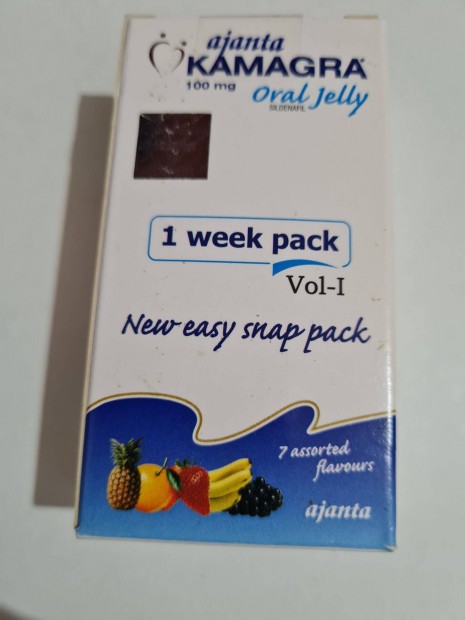 ajanta
KAMAGRA®
100 mg
Oral Jelly
SILDENAFIL
1 week pack
Vol-I
New easy snap pack
7 assorted
flavours
ajanta